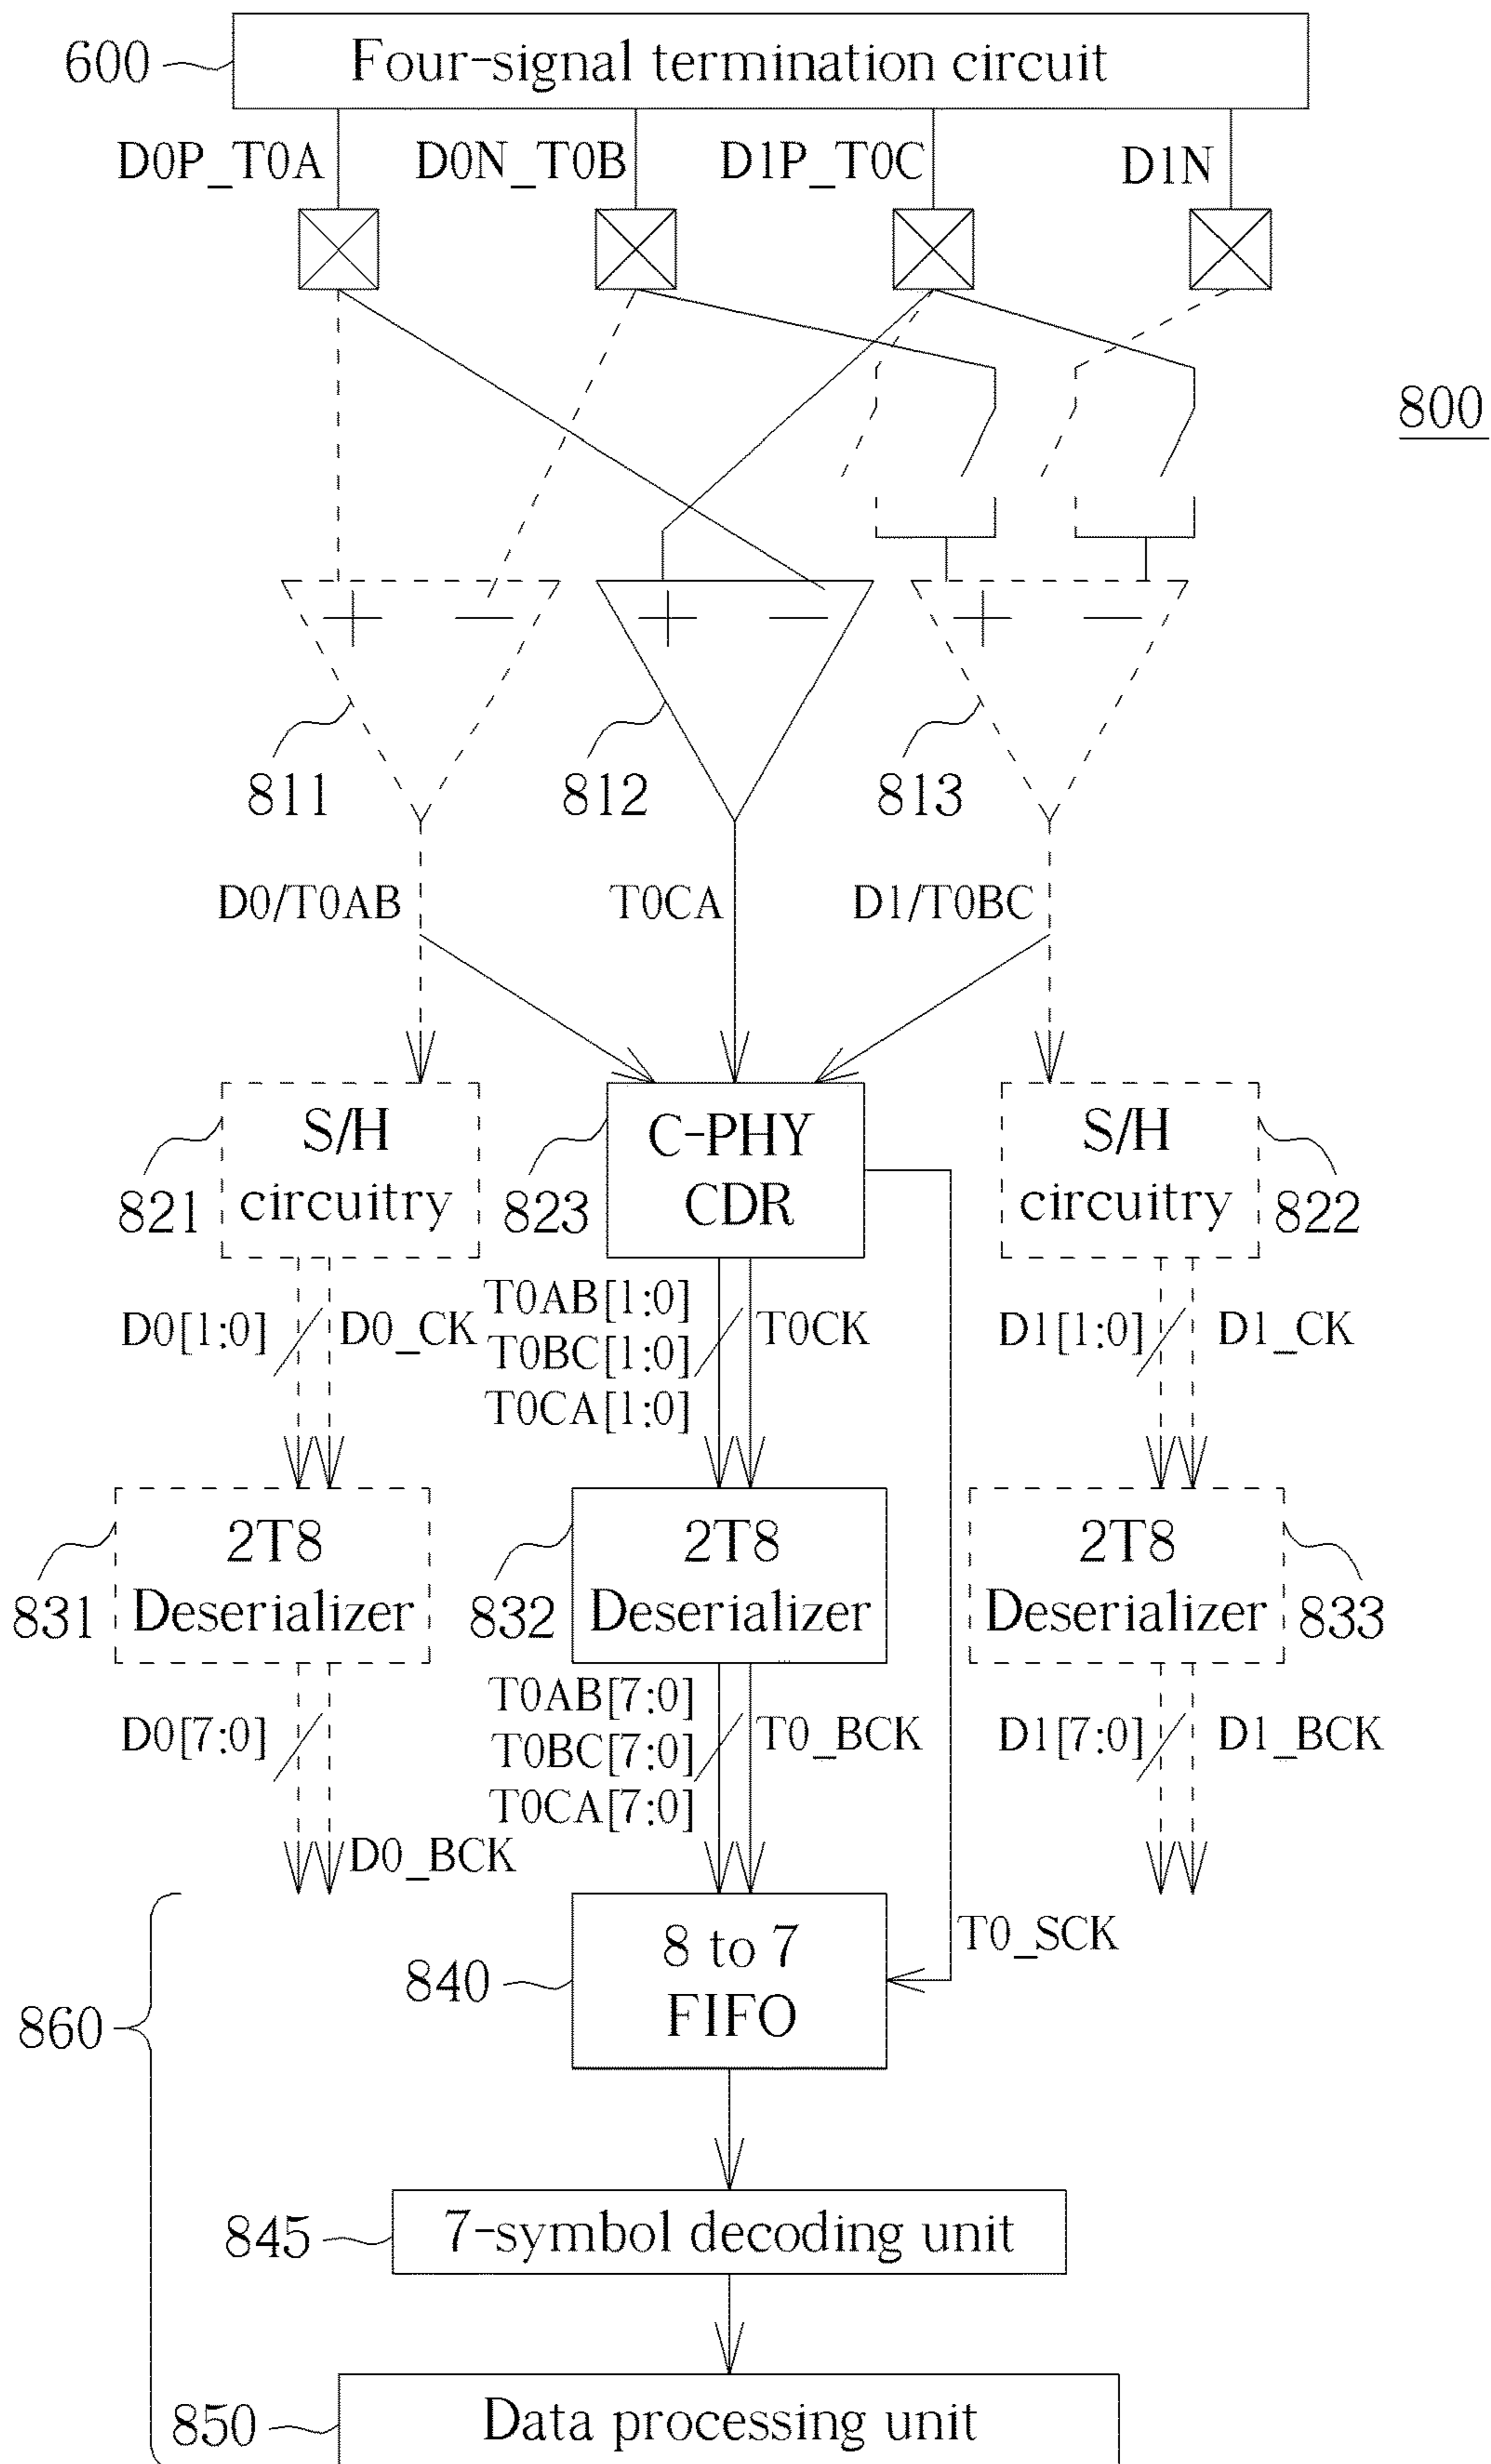 600
Four-signal termination circuit
D0P_T0A
D0N_T0B
D1P_T0C
D1N
800
+ −
+ −
+ −
811
812
813
D0/T0AB
T0CA
D1/T0BC
S/H
circuitry
821
C-PHY
CDR
823
S/H
circuitry
822
D0[1:0]
D0_CK
T0AB[1:0]
T0BC[1:0]
T0CA[1:0]
T0CK
D1[1:0]
D1_CK
2T8
Deserializer
831
2T8
Deserializer
832
2T8
Deserializer
833
D0[7:0]
D0_BCK
T0AB[7:0]
T0BC[7:0]
T0CA[7:0]
T0_BCK
D1[7:0]
D1_BCK
8 to 7
FIFO
840
T0_SCK
860
845
7-symbol decoding unit
850
Data processing unit